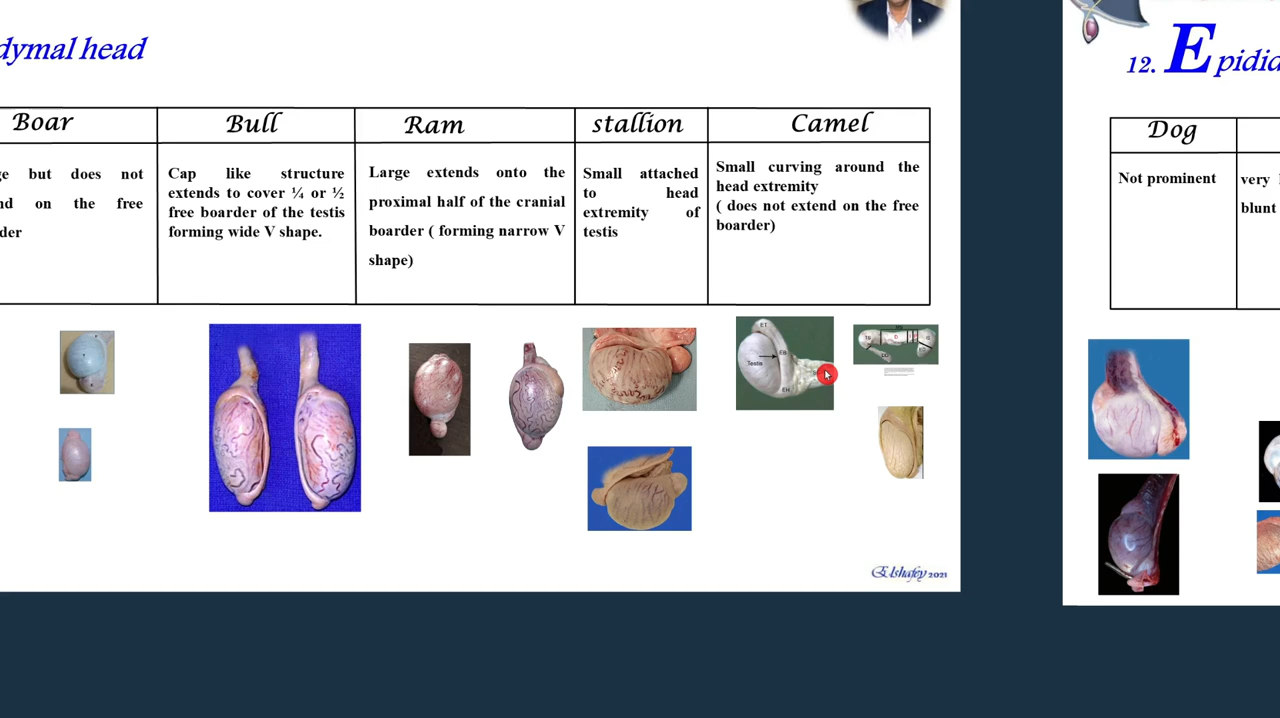 dymal head
Boar
Bull
Ram
stallion
Camel
ge but does not
nd on the free
der
Cap like structure
extends to cover ¼ or ½
free boarder of the testis
forming wide V shape.
Large extends onto the
proximal half of the cranial
boarder ( forming narrow V
shape)
Small attached
to head
extremity of
testis
Small curving around the
head extremity
( does not extend on the free
boarder)
ET
EB
Testis
EH
Elshafey 2021
12. Epidid
Dog
Not prominent
very
blunt